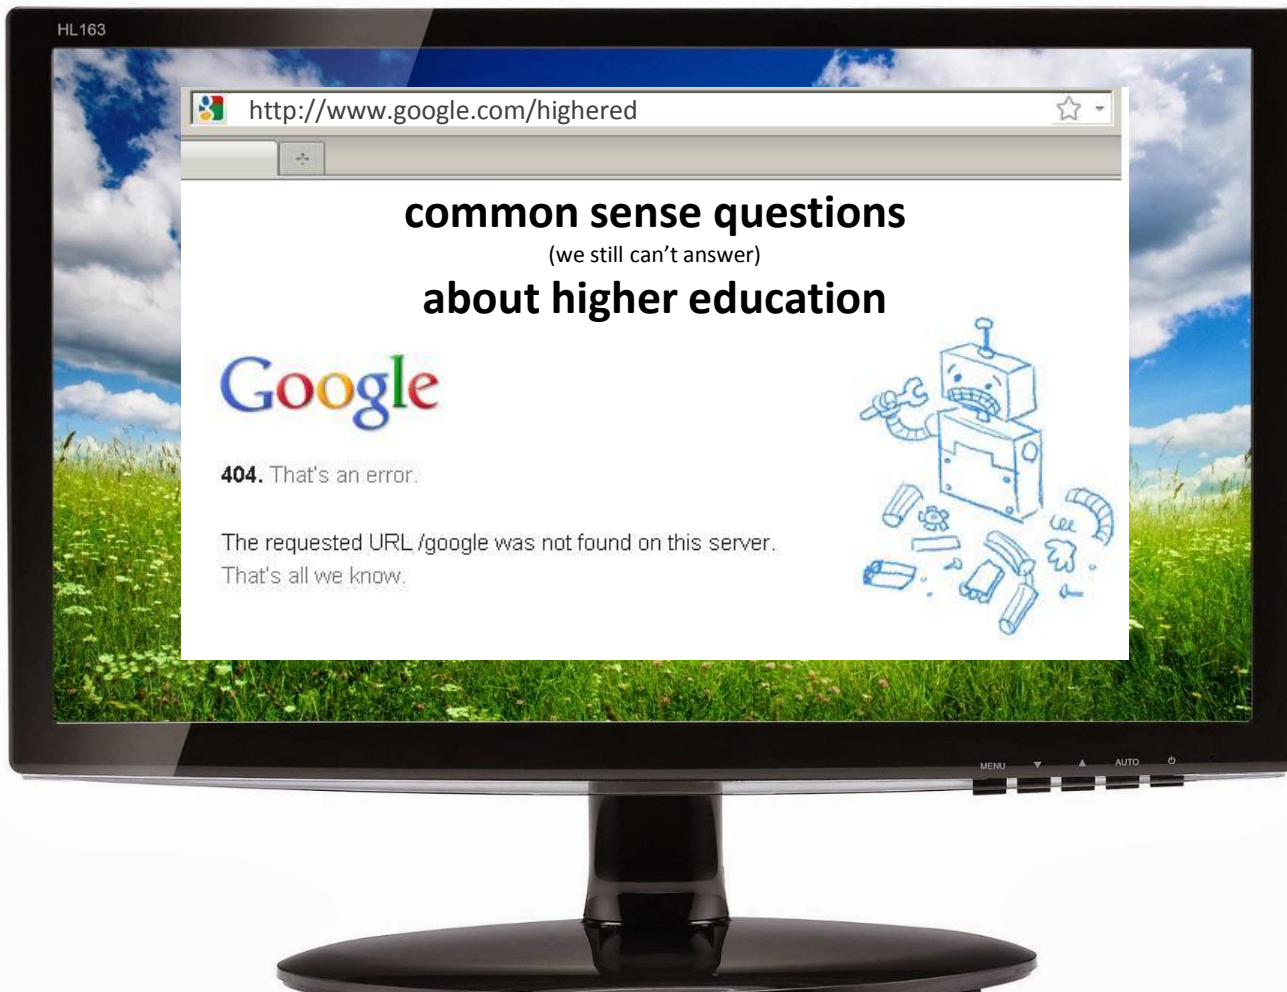 HL163
http://www.google.com/highered
common sense questions
(we still can't answer)
about higher education
Google
404. That's an error.
The requested URL /google was not found on this server.
That's all we know.
MENU ▼ ▲ AUTO